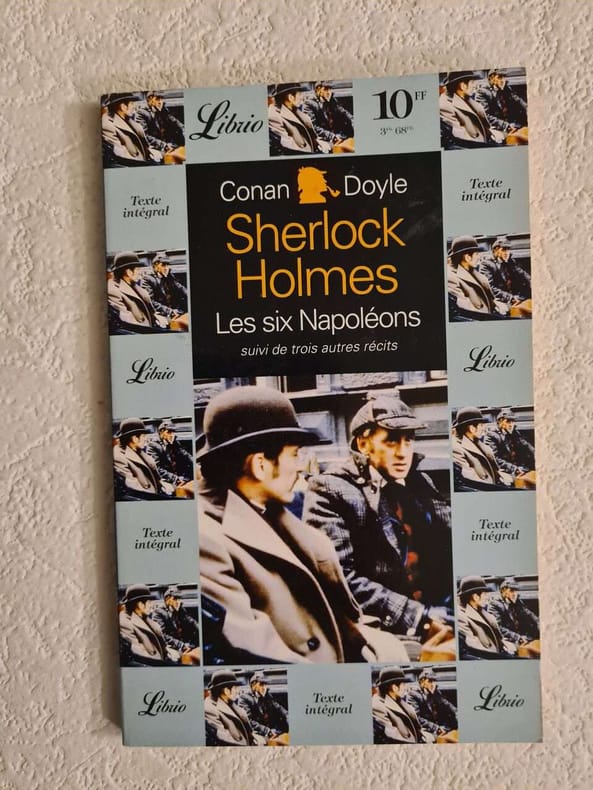 Librio
10 FF
3
Texte
intégral
Conan Doyle
Texte
intégral
Sherlock
Holmes
Les six Napoléons
suivi de trois autres récits
Librio
Librio
Texte
intégral
Texte
intégral
Librio
Texte
intégral
Librio